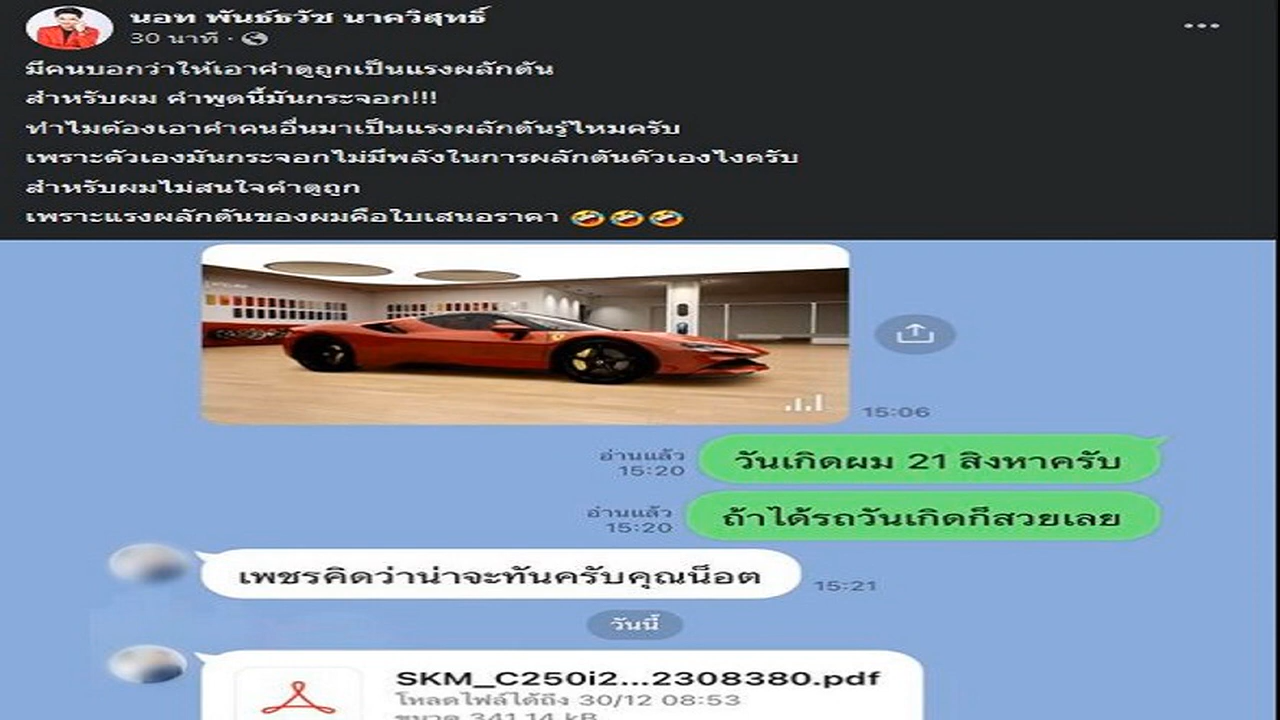 นอท พันธ์ธวัช นาควิสุทธิ์
30 นาที ·
มีคนบอกว่าให้เอาคำดูถูกเป็นแรงผลักดัน
สำหรับผม คำพูดนี้มันกระจอก!!!
ทำไมต้องเอาคำคนอื่นมาเป็นแรงผลักดันรู้ไหมครับ
เพราะตัวเองมันกระจอกไม่มีพลังในการผลักดันตัวเองไงครับ
สำหรับผมไม่สนใจคำดูถูก
เพราะแรงผลักดันของผมคือใบเสนอราคา 🤣🤣🤣
15:06
อ่านแล้ว
15:20
วันเกิดผม 21 สิงหาครับ
อ่านแล้ว
15:20
ถ้าได้รถวันเกิดก็สวยเลย
เพชรคิดว่าน่าจะทันครับคุณน็อต
15:21
วันนี้
SKM_C250i2...2308380.pdf
โหลดไฟล์ได้ถึง 30/12 08:53
ขนาด 341.14 kB